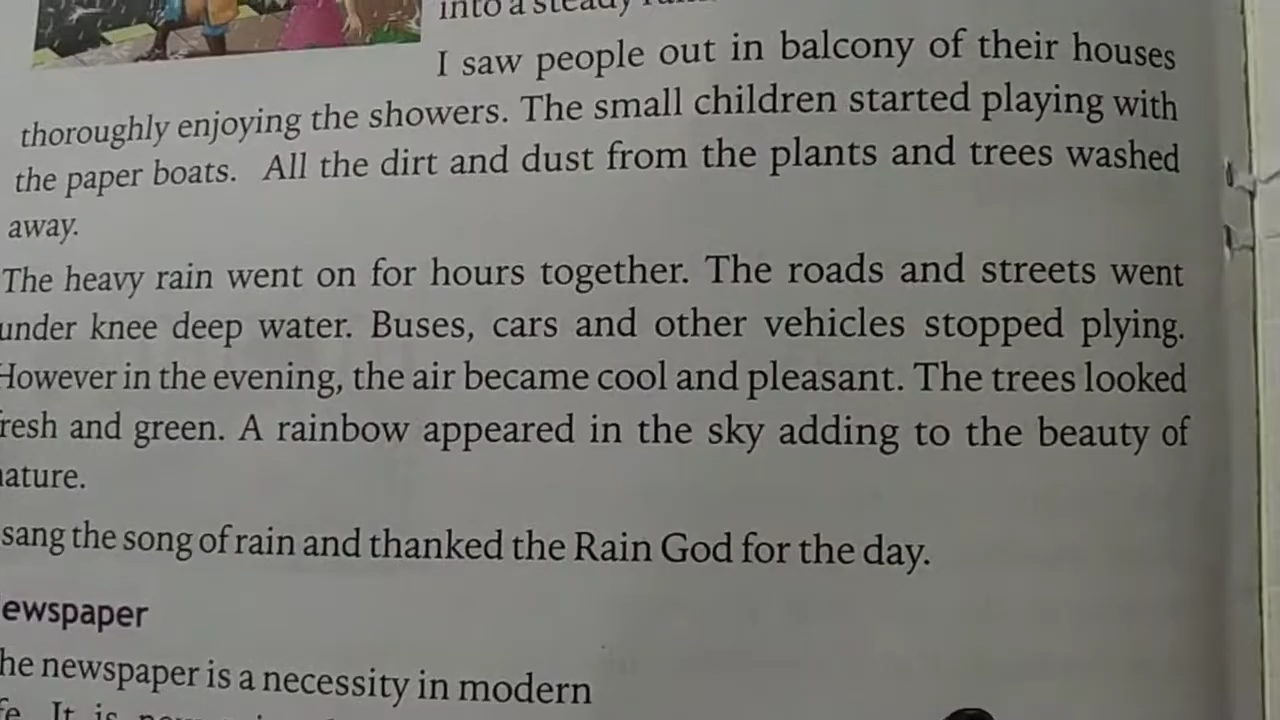 into a steady
I saw people out in balcony of their houses
thoroughly enjoying the showers. The small children started playing with
the paper boats. All the dirt and dust from the plants and trees washed
away.
The heavy rain went on for hours together. The roads and streets went
under knee deep water. Buses, cars and other vehicles stopped plying.
However in the evening, the air became cool and pleasant. The trees looked
resh and green. A rainbow appeared in the sky adding to the beauty of
ature.
sang the song of rain and thanked the Rain God for the day.
ewspaper
he newspaper is a necessity in modern
fe. It is